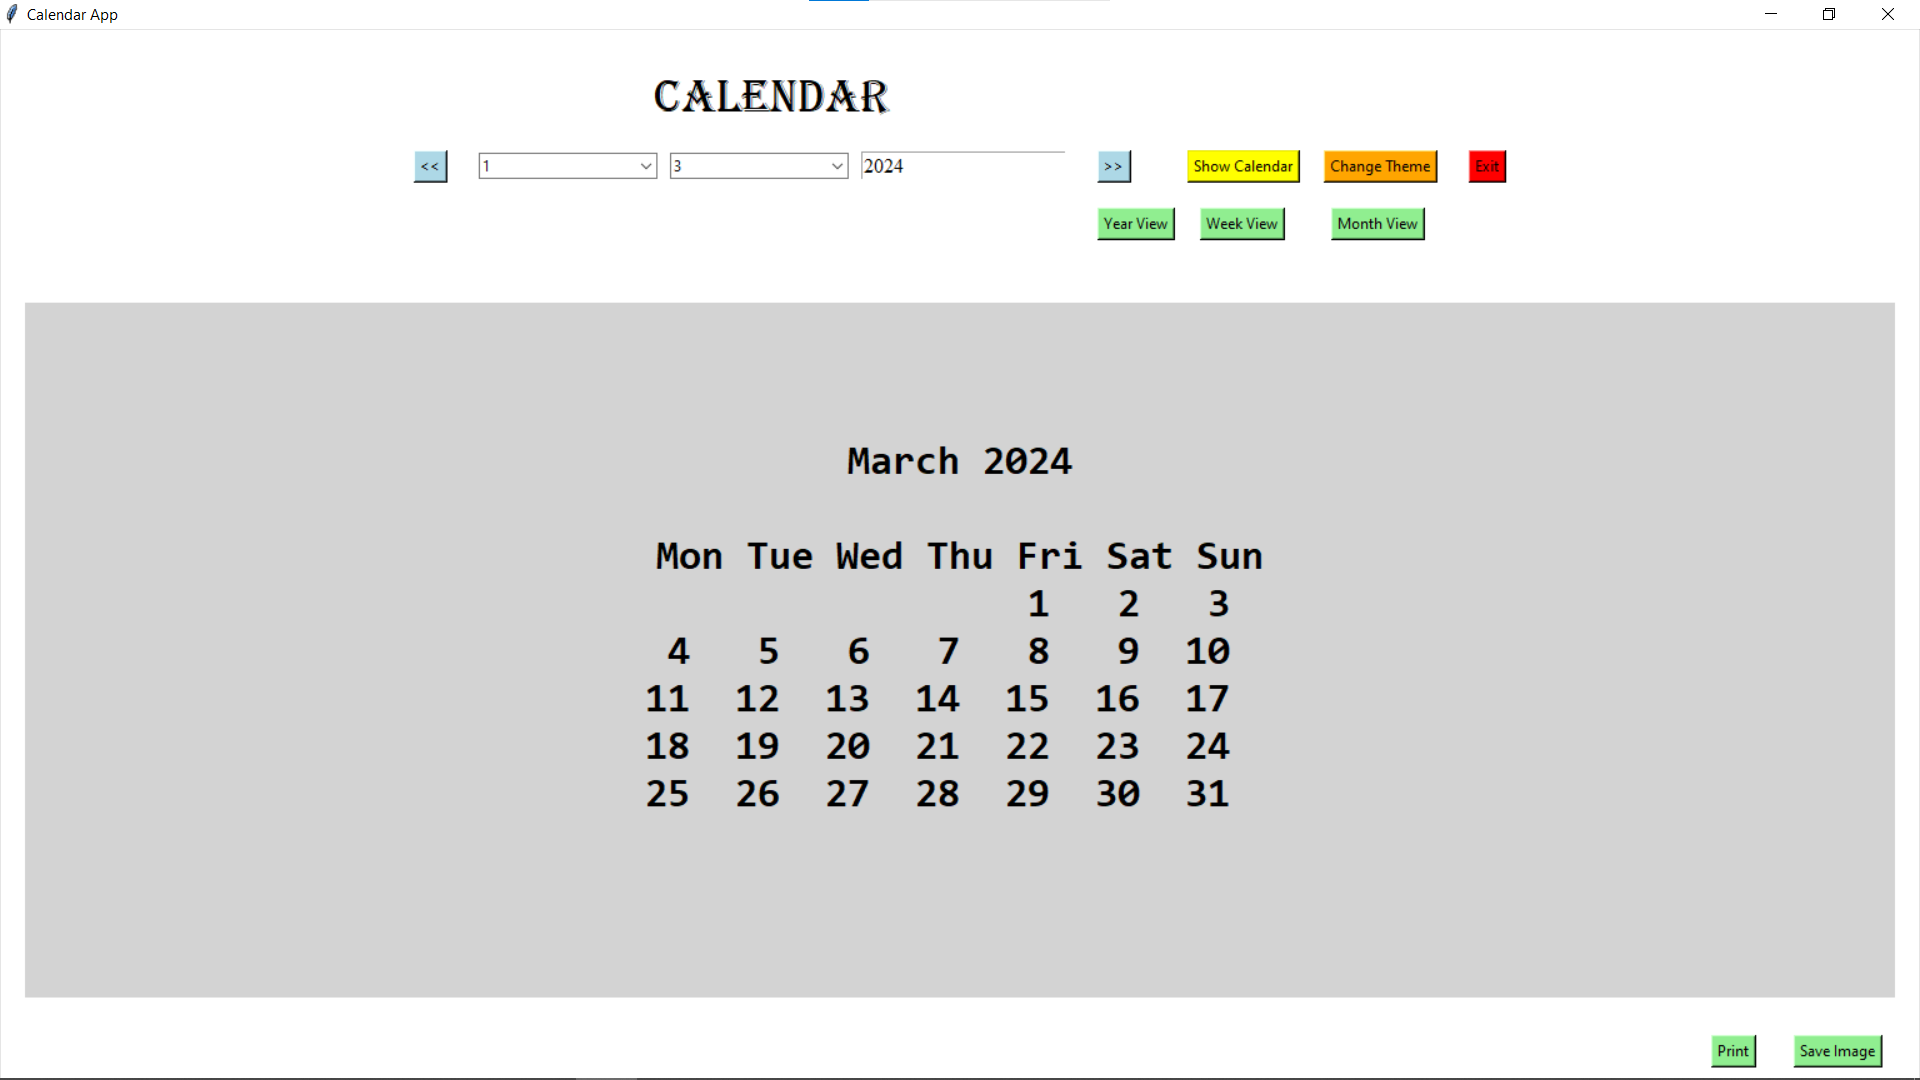 Calendar App
CALENDAR
<< 1 3 2024 >> Show Calendar Change Theme Exit
Year View Week View Month View
March 2024
Mon Tue Wed Thu Fri Sat Sun
1 2 3
4 5 6 7 8 9 10
11 12 13 14 15 16 17
18 19 20 21 22 23 24
25 26 27 28 29 30 31
Print Save Image